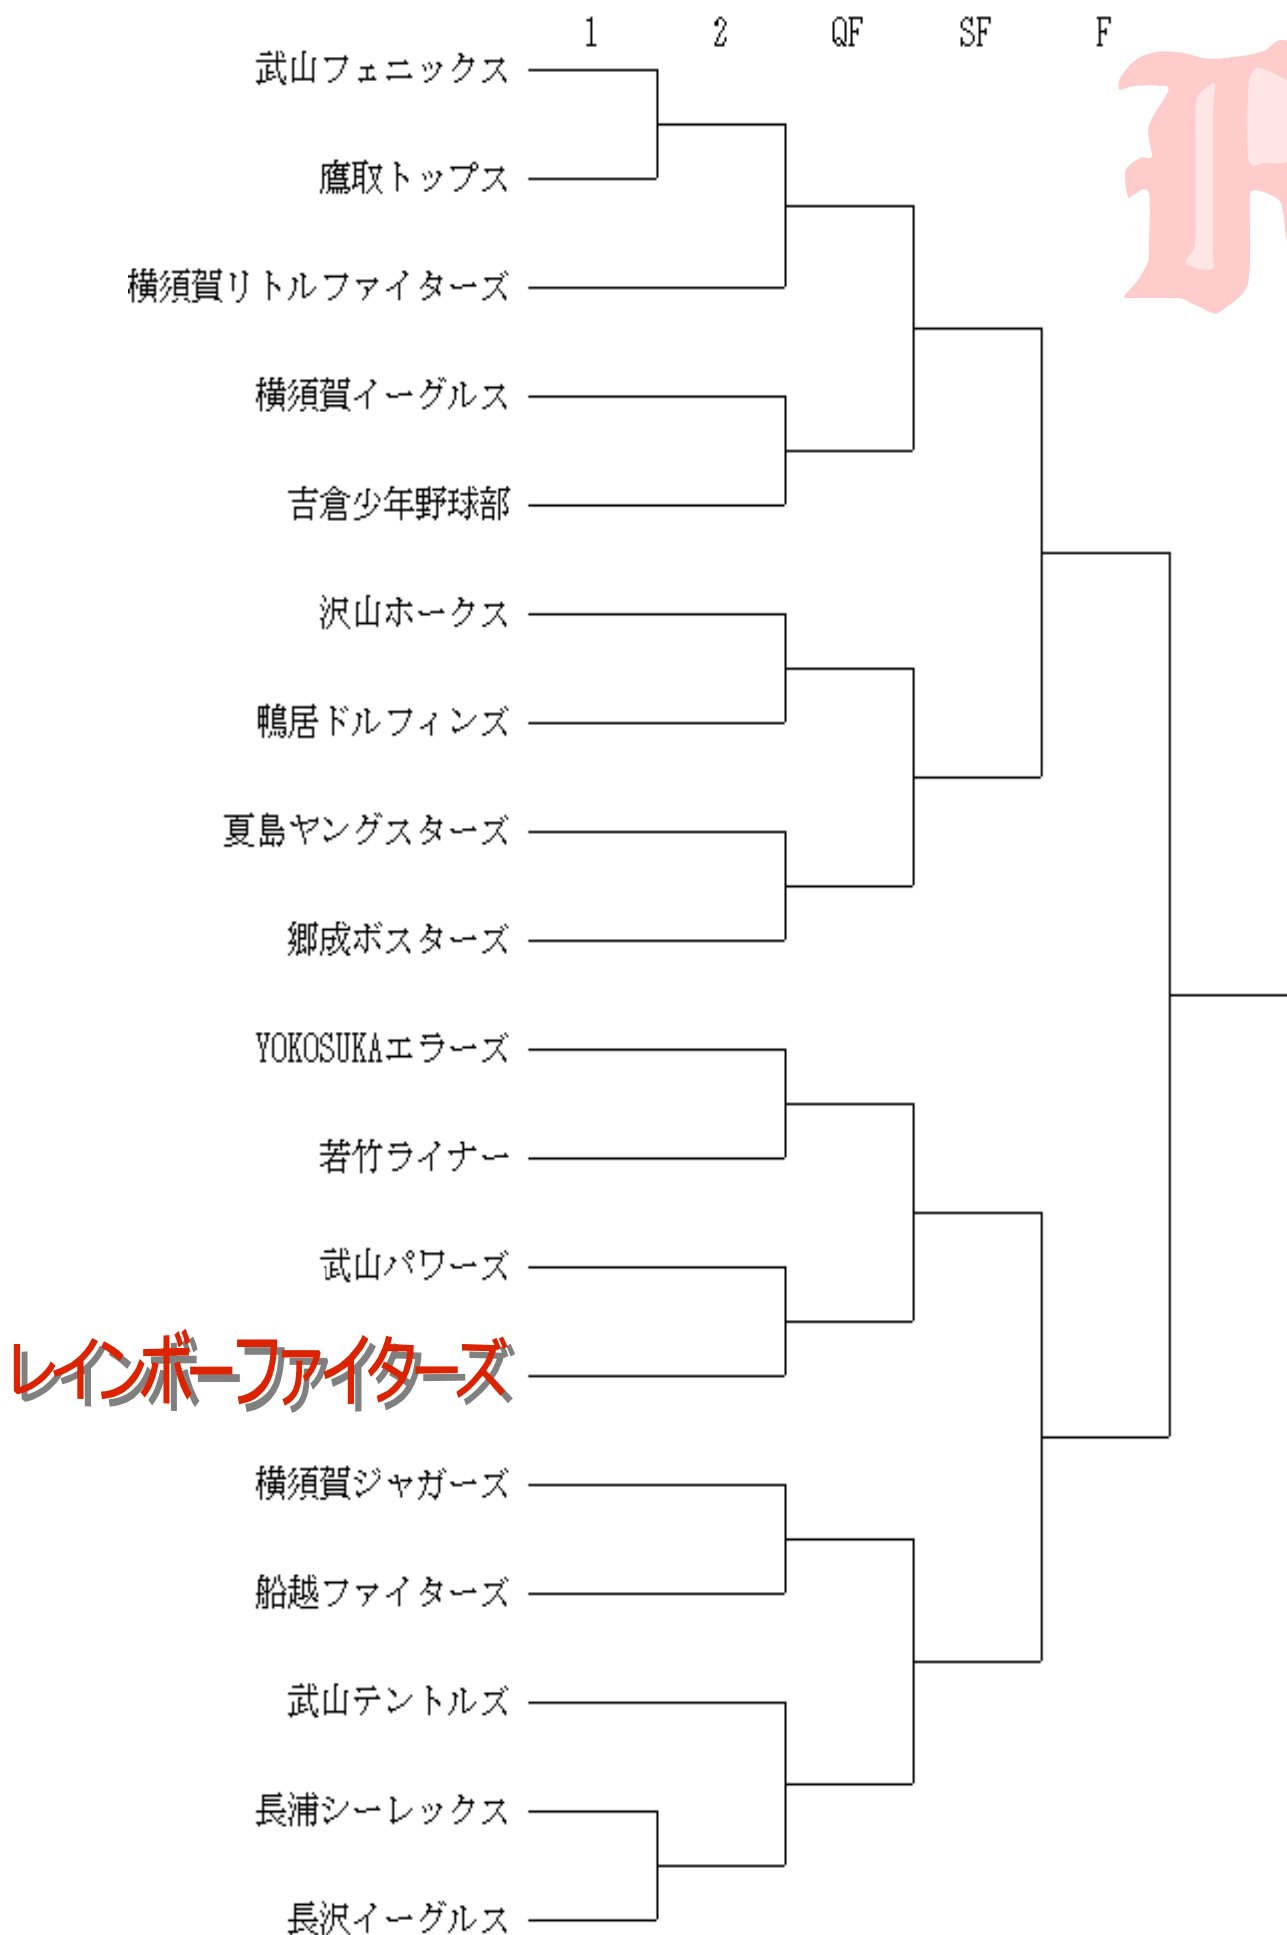 1 2 QF SF F
武山フェニックス
鷹取トップス
横須賀リトルファイターズ
横須賀イーグルス
吉倉少年野球部
沢山ホークス
鴨居ドルフィンズ
夏島ヤングスターズ
郷成ボスターズ
YOKOSUKAエラーズ
若竹ライナー
武山パワーズ
レインボーファイターズ
横須賀ジャガーズ
船越ファイターズ
武山テントルズ
長浦シーレックス
長沢イーグルス